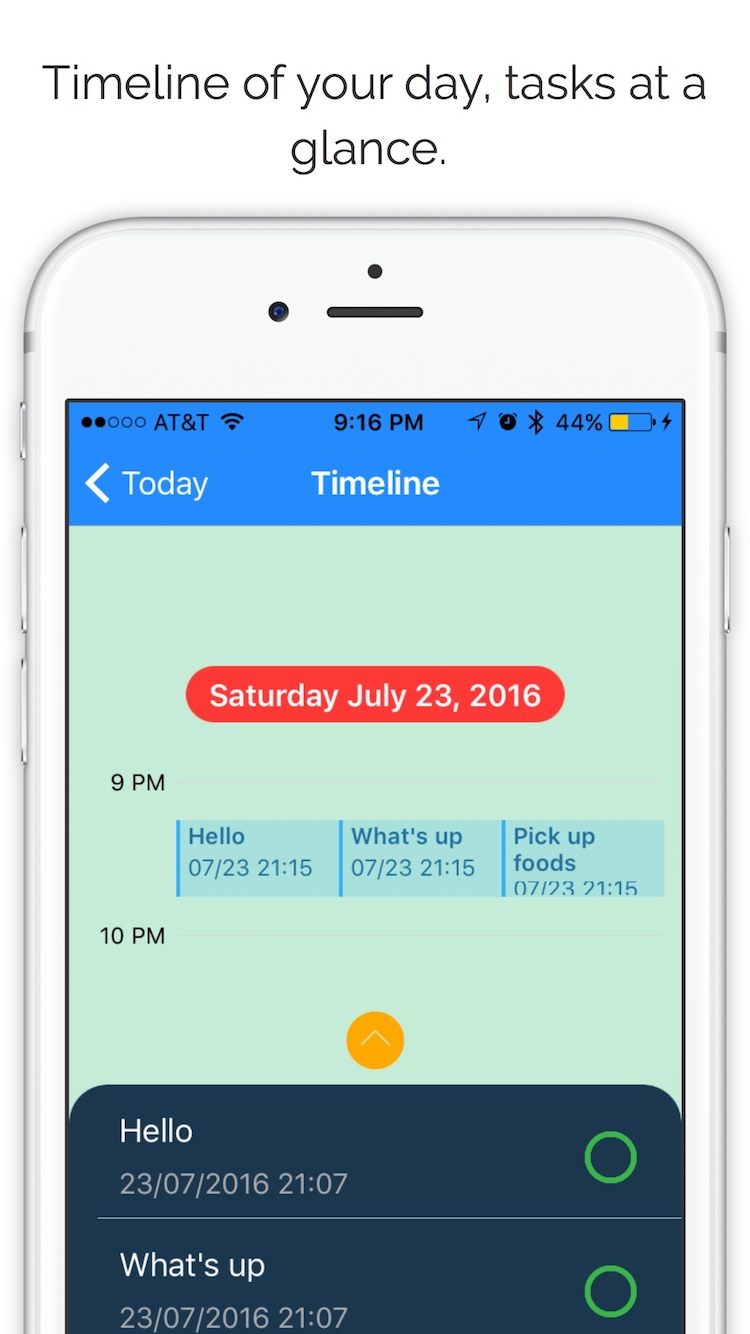 Timeline of your day, tasks at a
glance.
AT&T 9:16 PM 44%
Today Timeline
Saturday July 23, 2016
9 PM
Hello What's up Pick up
foods
07/23 21:15 07/23 21:15 07/23 21:15
10 PM
Hello
23/07/2016 21:07
What's up
23/07/2016 21:07